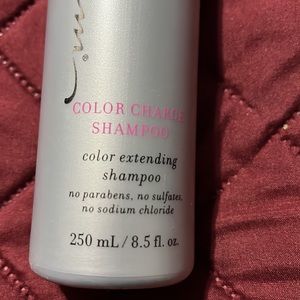 COLOR CHARGE
SHAMPOO
color extending
shampoo
no parabens, no sulfates,
no sodium chloride
250 mL / 8.5 fl. oz.